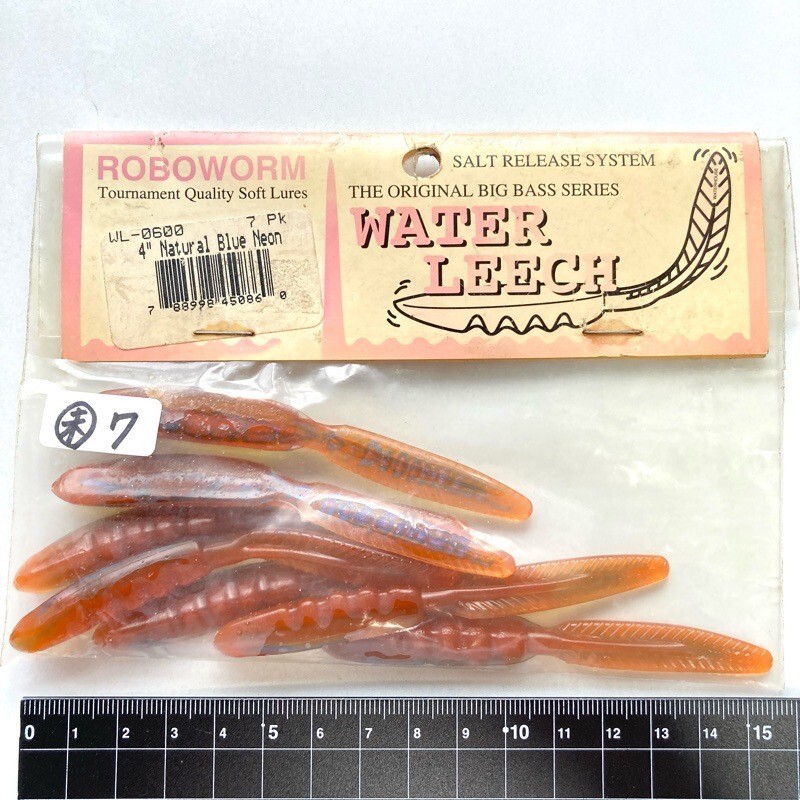 ROBOWORM
Tournament Quality Soft Lures
WL-0600 7 Pk
4" Natural Blue Neon
7 88998 45086 0
SALT RELEASE SYSTEM
THE ORIGINAL BIG BASS SERIES
WATER
LEECH
未 7
0 1 2 3 4 5 6 7 8 9 10 11 12 13 14 15